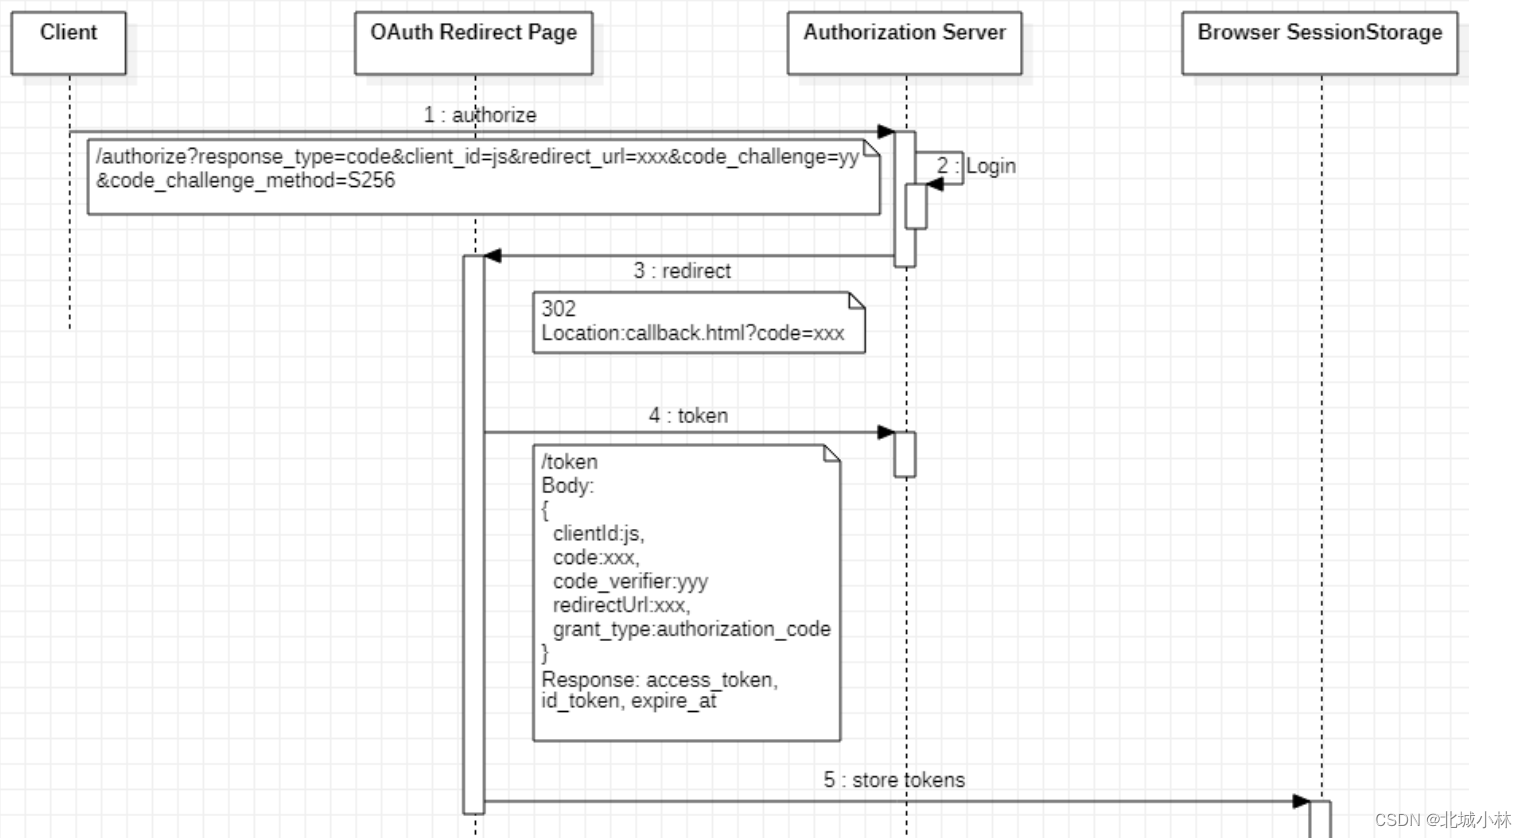 Client
OAuth Redirect Page
Authorization Server
Browser SessionStorage
1 : authorize
/authorize?response_type=code&client_id=js&redirect_url=xxx&code_challenge=yy
&code_challenge_method=S256
2 : Login
3 : redirect
302
Location:callback.html?code=xxx
4 : token
/token
Body:
{
clientId:js,
code:xxx,
code_verifier:yyy
redirectUrl:xxx,
grant_type:authorization_code
}
Response: access_token,
id_token, expire_at
5 : store tokens
CSDN @北城小林